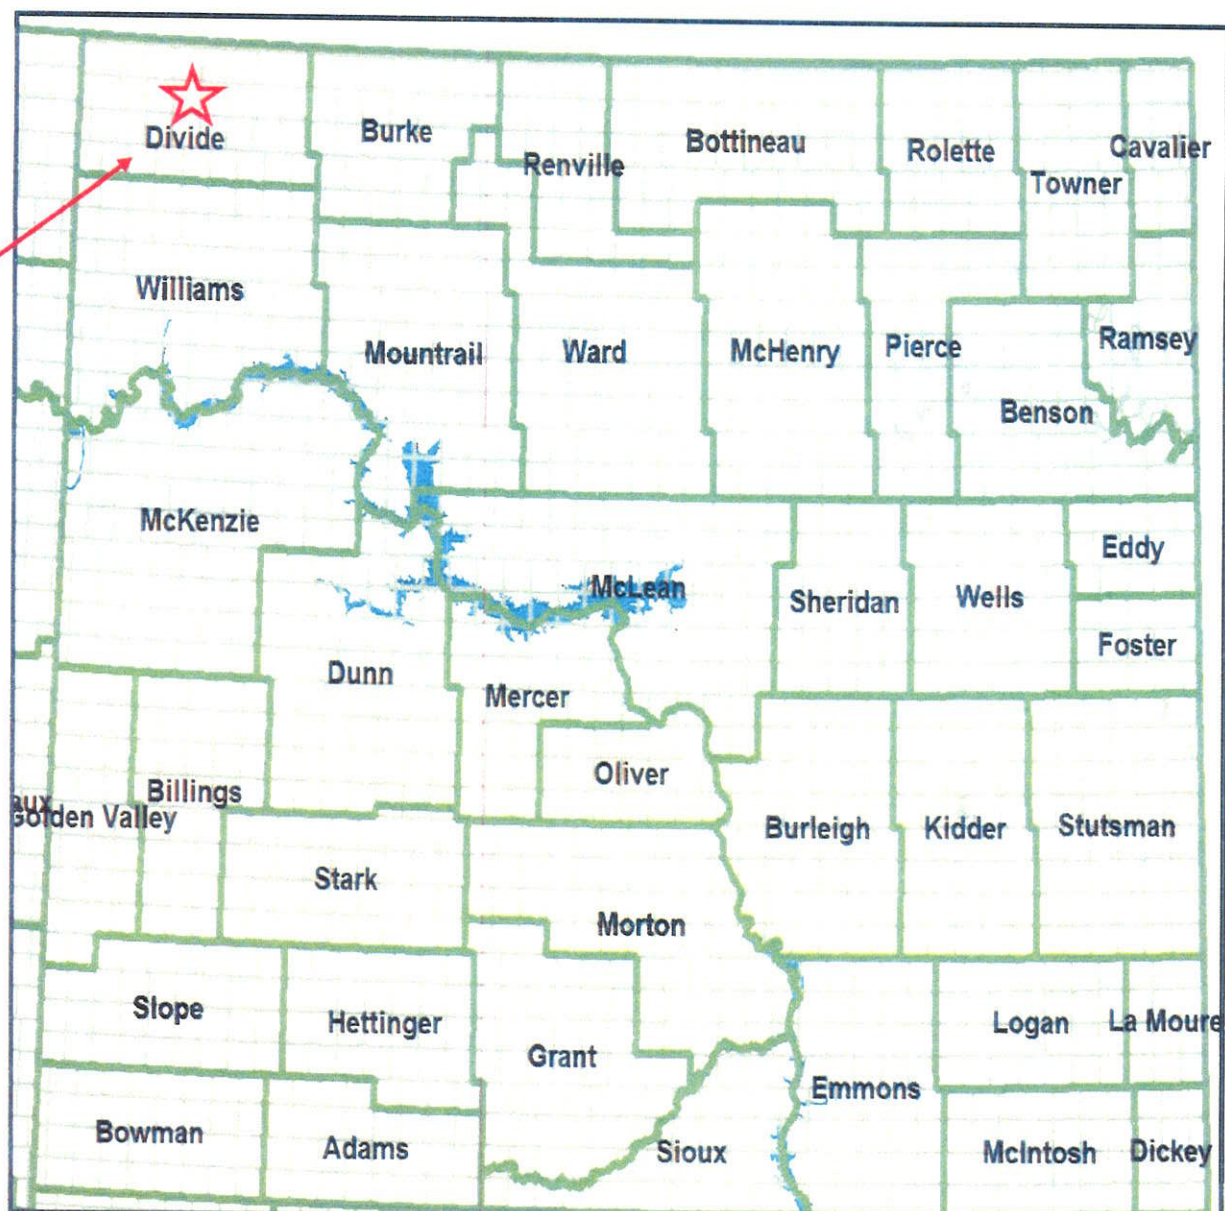 Divide
Burke
Renville
Bottineau
Rolette
Towner
Cavalier
Williams
Mountrail
Ward
McHenry
Pierce
Ramsey
Benson
McKenzie
McLean
Sheridan
Wells
Eddy
Foster
Dunn
Mercer
Oliver
Billings
aux
Golden Valley
Burleigh
Kidder
Stutsman
Stark
Morton
Slope
Hettinger
Grant
Logan
La Moure
Emmons
Bowman
Adams
Sioux
McIntosh
Dickey